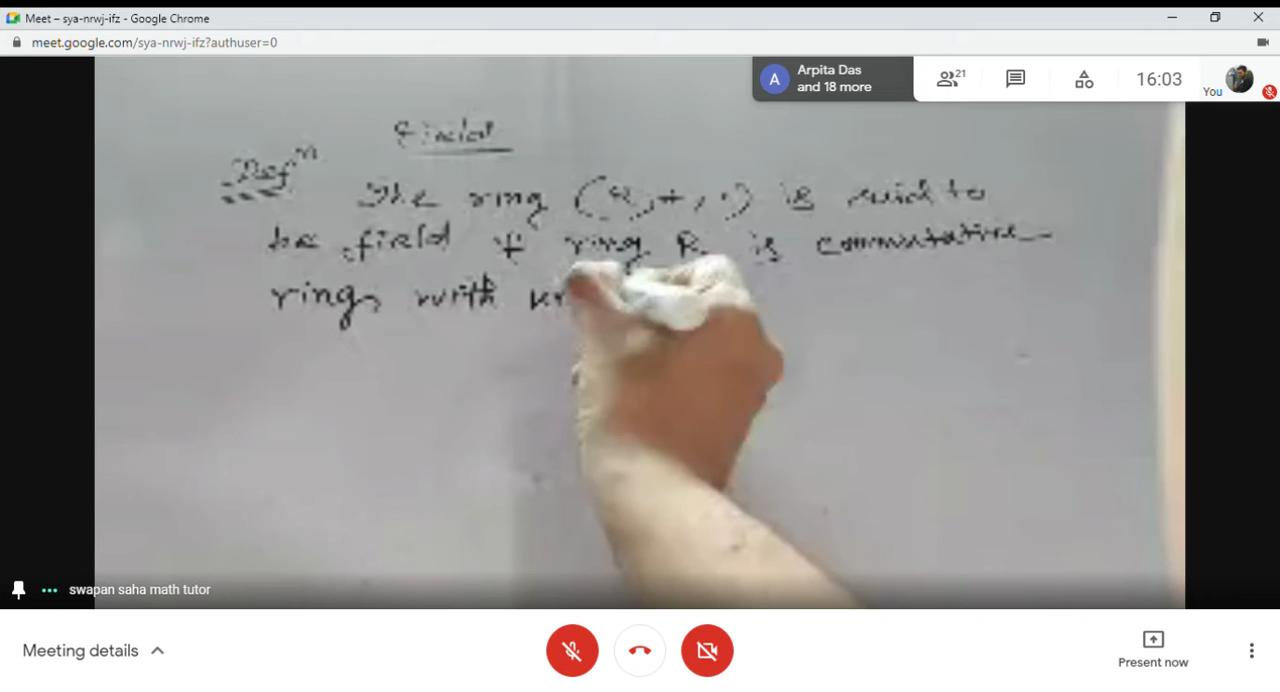 Meet – sya-nrwj-ifz - Google Chrome
meet.google.com/sya-nrwj-ifz?authuser=0
Arpita Das
and 18 more
21
16:03
A
You
Field
Defⁿ The ring (R, +, ·) is said to
be field if ring R is commutative
rings with
swapan saha math tutor
Meeting details
Present now